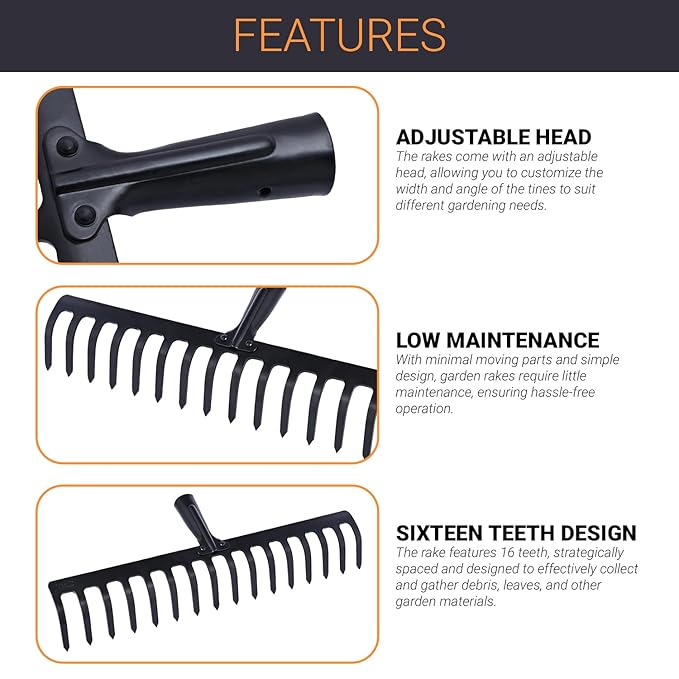 FEATURES
ADJUSTABLE HEAD
The rakes come with an adjustable
head, allowing you to customize the
width and angle of the tines to suit
different gardening needs.
LOW MAINTENANCE
With minimal moving parts and simple
design, garden rakes require little
maintenance, ensuring hassle-free
operation.
SIXTEEN TEETH DESIGN
The rake features 16 teeth, strategically
spaced and designed to effectively collect
and gather debris, leaves, and other
garden materials.